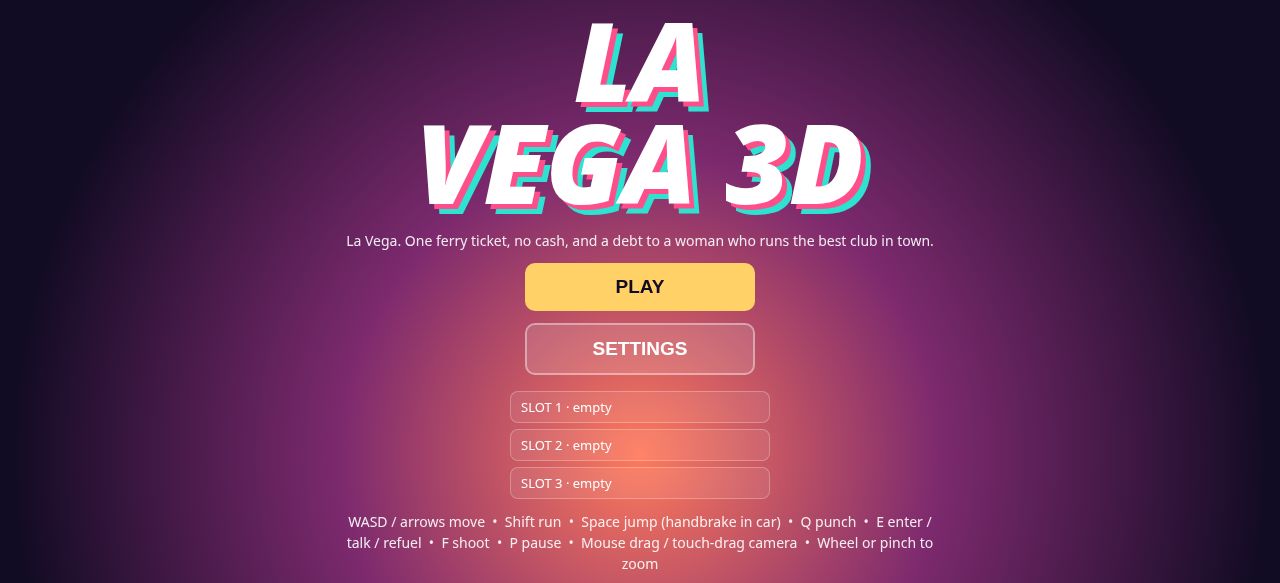 LA
VEGA 3D
La Vega. One ferry ticket, no cash, and a debt to a woman who runs the best club in town.
PLAY
SETTINGS
SLOT 1 · empty
SLOT 2 · empty
SLOT 3 · empty
WASD / arrows move • Shift run • Space jump (handbrake in car) • Q punch • E enter /
talk / refuel • F shoot • P pause • Mouse drag / touch-drag camera • Wheel or pinch to
zoom